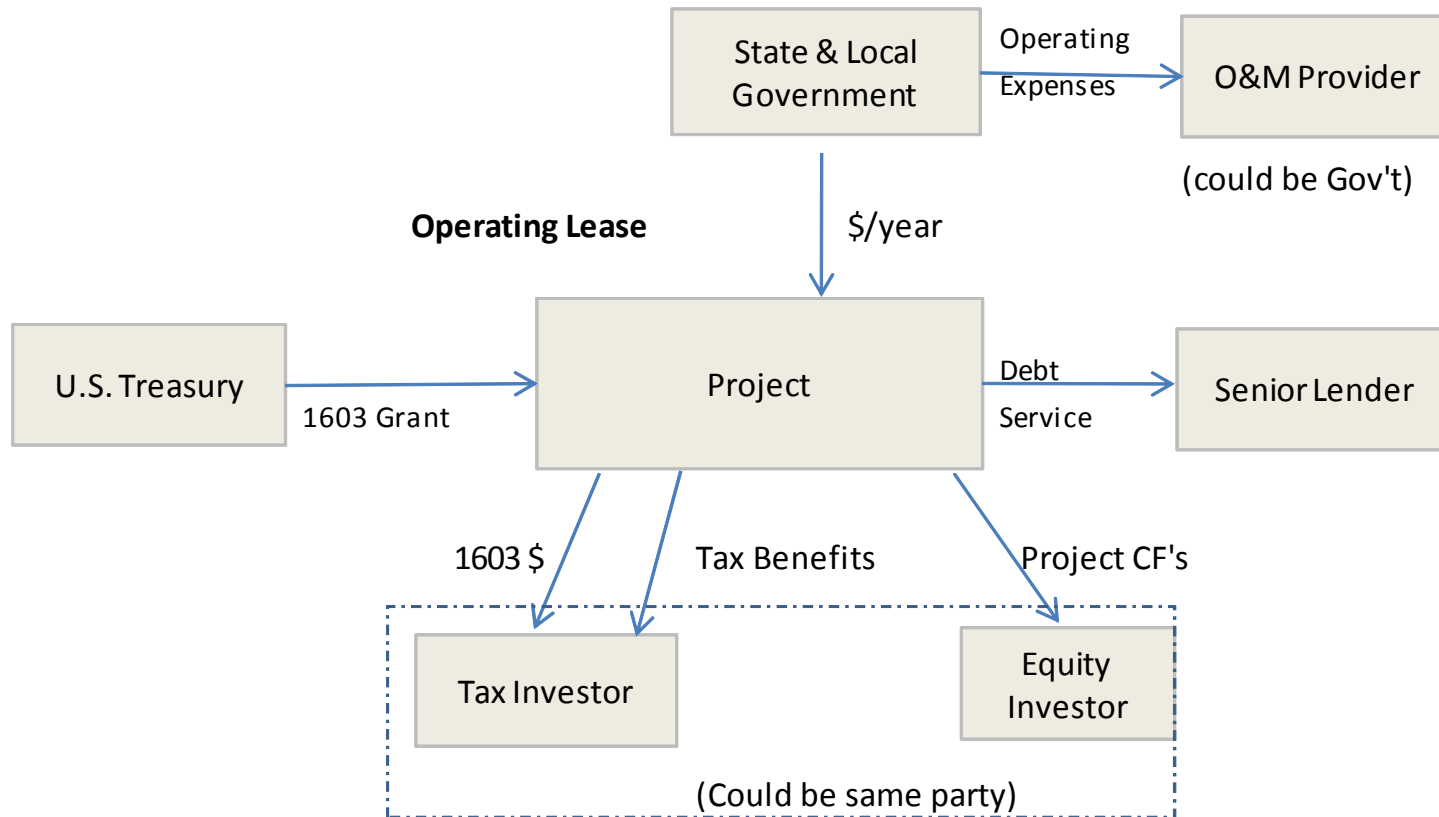 State & Local
Government
Operating
Expenses
O&M Provider
(could be Gov't)
Operating Lease
$/year
U.S. Treasury
1603 Grant
Project
Debt
Service
Senior Lender
1603 $
Tax Benefits
Project CF's
Tax Investor
Equity
Investor
(Could be same party)